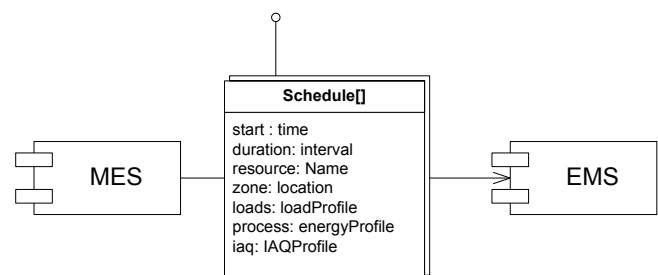 Schedule[]
start : time
duration: interval
resource: Name
zone: location
loads: loadProfile
process: energyProfile
iaq: IAQProfile
MES
EMS